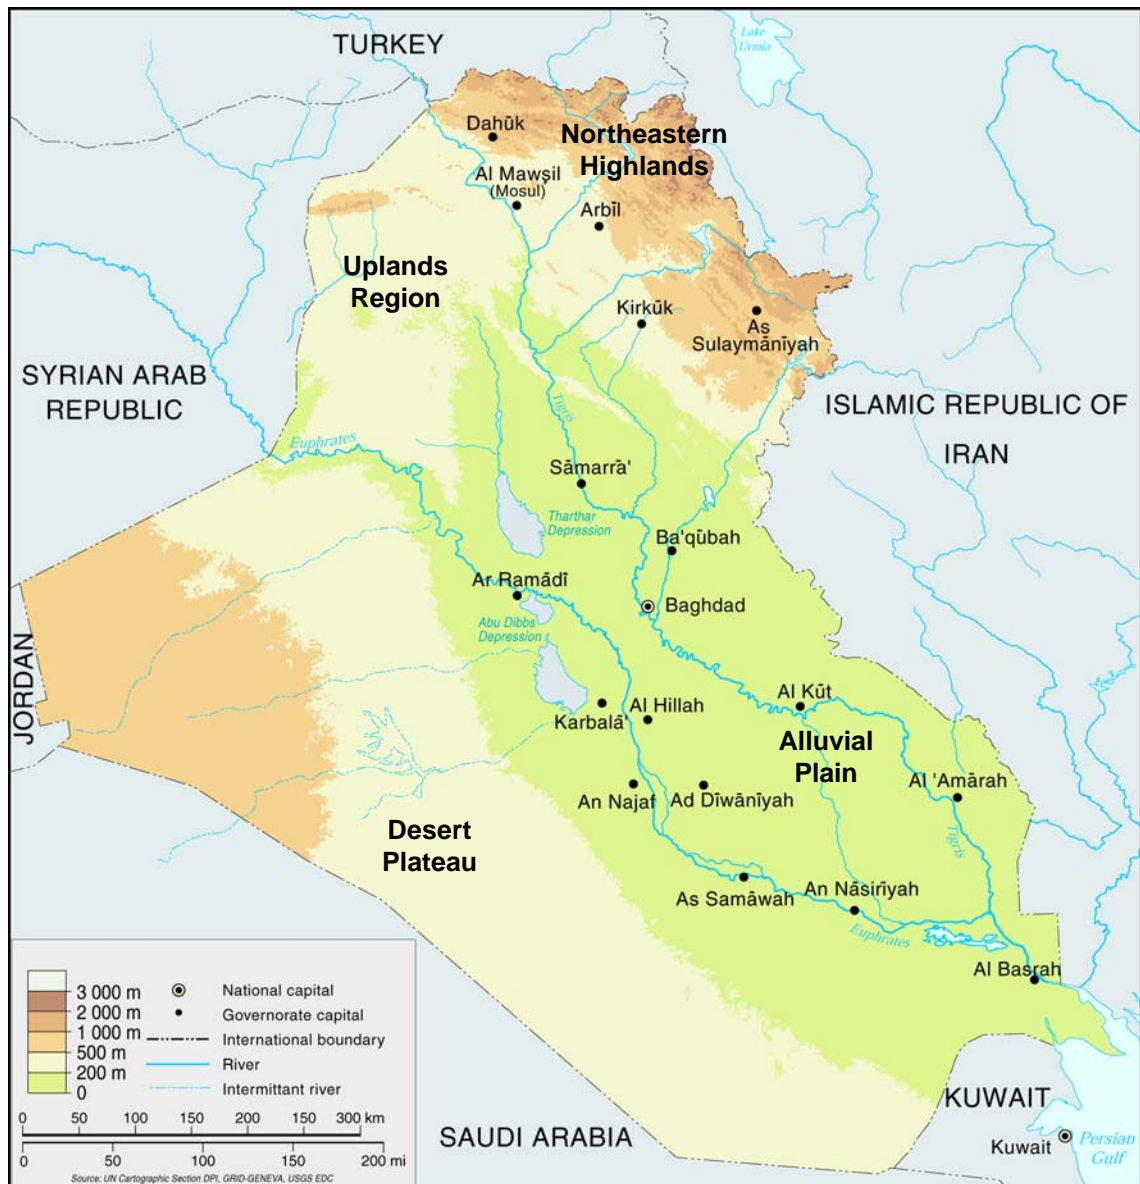 TURKEY
Lake
Urmia
Dahūk
Northeastern
Highlands
Al Mawşil
(Mosul)
Arbīl
Uplands
Region
Kirkūk
As
Sulaymānīyah
SYRIAN ARAB
REPUBLIC
ISLAMIC REPUBLIC OF
IRAN
Tigris
Euphrates
Sāmarrā'
Tharthar
Depression
Ba'qūbah
Ar Ramādī
Baghdad
Abu Dibbs
Depression
JORDAN
Al Kūt
Karbalā'
Al Hillah
Alluvial
Plain
Al 'Amārah
An Najaf
Ad Dīwānīyah
Desert
Plateau
Tigris
As Samāwah
An Nāsirīyah
Euphrates
Al Basrah
3 000 m
2 000 m
1 000 m
500 m
200 m
0
National capital
Governorate capital
International boundary
River
Intermittant river
0 50 100 150 200 150 300 km
0 50 100 150 200 mi
Source: UN Cartographic Section DPI, GRID-GENEVA, USGS EDC
SAUDI ARABIA
KUWAIT
Kuwait
Persian
Gulf